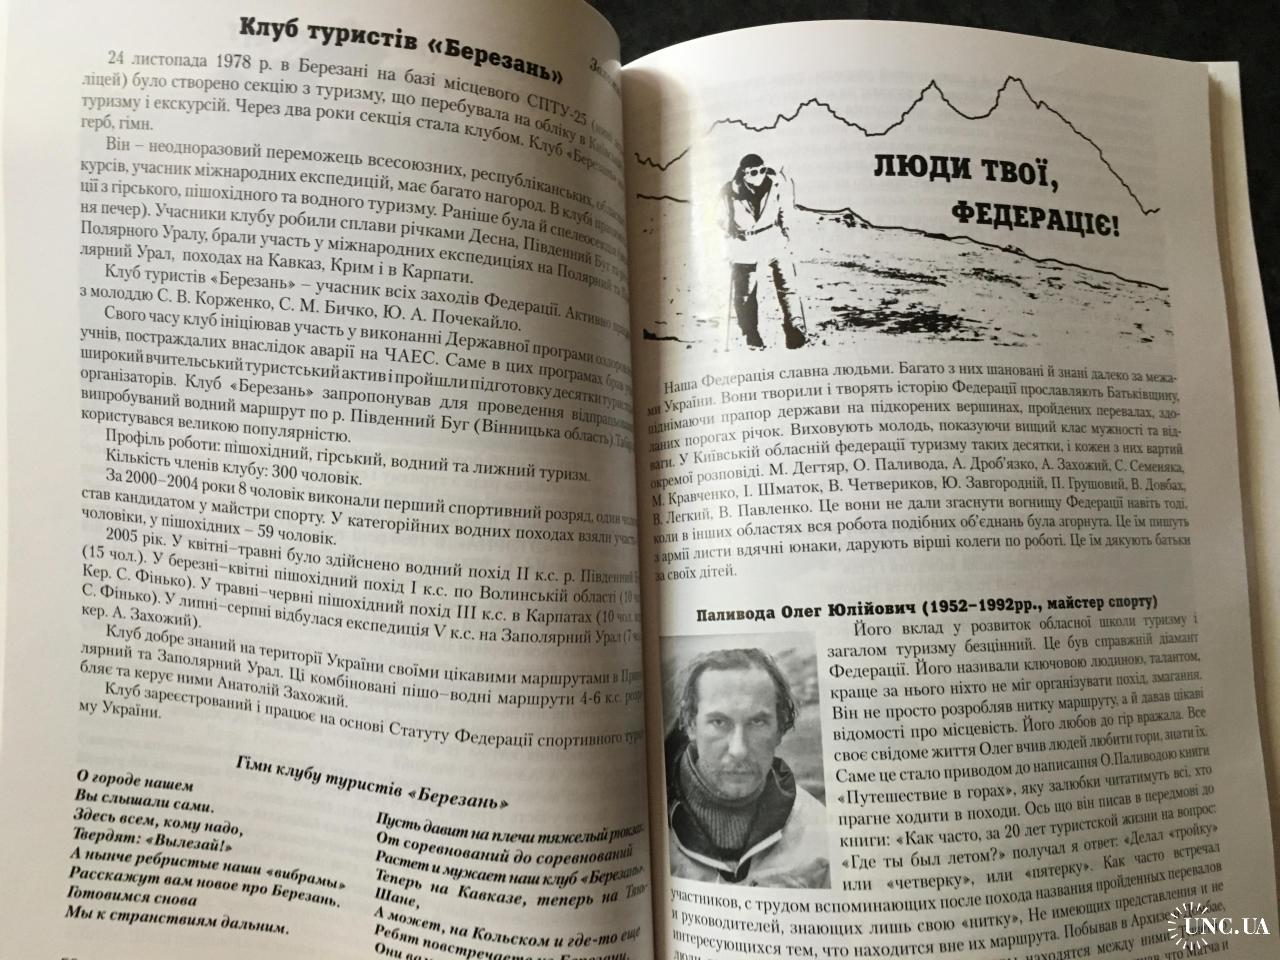 Клуб туристів «Березань»
24 листопада 1978 р. в Березані на базі місцевого СПТУ-25
ліцей) було створено секцію з туризму, що перебувала на обліку в
туризму і екскурсій. Через два роки секція стала клубом. Клуб «Березань»
герб, гімн.
Він – неодноразовий переможець всесоюзних, республіканських,
курсів, учасник міжнародних експедицій, має багато нагород. В клубі
ції з гірського, пішохідного та водного туризму. Раніше була й спелеосекція
ня печер). Учасники клубу робили сплави річками Десна, Південний Буг
Полярного Уралу, брали участь у міжнародних експедиціях на Полярний та
лярний Урал, походах на Кавказ, Крим і в Карпати.
Клуб туристів «Березань» – учасник всіх заходів Федерації. Активно
з молоддю С. В. Корженко, С. М. Бичко, Ю. А. Почекайло.
Свого часу клуб ініціював участь у виконанні Державної програми
учнів, постраждалих внаслідок аварії на ЧАЕС. Саме в цих програмах брав
широкий вчительський туристський актив і пройшли підготовку десятки
організаторів. Клуб «Березань» запропонував для проведення
випробуваний водний маршрут по р. Південний Буг (Вінницька область).
користувався великою популярністю.
Профіль роботи: пішохідний, гірський, водний та лижний туризм.
Кількість членів клубу: 300 чоловік.
За 2000–2004 роки 8 чоловік виконали перший спортивний розряд, один
став кандидатом у майстри спорту. У категорійних водних походах взяли
чоловіки, у пішохідних – 59 чоловік.
2005 рік. У квітні–травні було здійснено водний похід ІІ к.с. р. Південний
(15 чол.). У березні–квітні пішохідний похід І к.с. по Волинській області (10
Кер. С. Фінько). У травні–червні пішохідний похід ІІІ к.с. в Карпатах (10 чол.
С. Фінько). У липні–серпні відбулася експедиція V к.с. на Заполярний Урал (7
кер. А. Захожий).
Клуб добре знаний на території України своїми цікавими маршрутами в
лярний та Заполярний Урал. Ці комбіновані пішо–водні маршрути 4-6 к.с.
бляє та керує ними Анатолій Захожий.
Клуб зареєстрований і працює на основі Статуту Федерації спортивного
му України.
Гімн клубу туристів «Березань»
О городе нашем
Вы слышали сами.
Здесь всем, кому надо,
Твердят: «Вылезай!»
А нынче ребристые наши «вибрамы»
Расскажут вам новое про Березань.
Готовимся снова
Мы к странствиям дальним.
Пусть давит на плечи тяжелый рюкзак.
От соревнований до соревнований
Растет и мужает наш клуб «Березань».
Теперь на Кавказе, теперь на Тянь-
Шане,
А может, на Кольском и где-то еще
Ребят повстречаете из Березани,
ЛЮДИ ТВОЇ,
ФЕДЕРАЦІЄ!
Наша Федерація славна людьми. Багато з них шановані й знані далеко за межа-
ми України. Вони творили і творять історію Федерації прославляють Батьківщину,
піднімаючи прапор держави на підкорених вершинах, пройдених перевалах, здо-
ланих порогах річок. Виховують молодь, показуючи вищий клас мужності та від-
ваги. У Київській обласній федерації туризму таких десятки, і кожен з них вартий
окремої розповіді. М. Дегтяр, О. Паливода, А. Дроб’язко, А. Захожий, С. Семеняка,
М. Кравченко, І. Шматок, В. Четвериков, Ю. Завгородній, П. Грушовий, В. Довбах,
В. Легкий, В. Павленко. Це вони не дали згаснути вогнищу Федерації навіть тоді,
коли в інших областях вся робота подібних об’єднань була згорнута. Це їм пишуть
з армії листи вдячні юнаки, дарують вірші колеги по роботі. Це їм дякують батьки
за своїх дітей.
Паливода Олег Юлійович (1952–1992рр., майстер спорту)
Його вклад у розвиток обласної школи туризму і
загалом туризму безцінний. Це був справжній діамант
Федерації. Його називали ключовою людиною, талантом,
краще за нього ніхто не міг організувати похід, змагання.
Він не просто розробляв нитку маршруту, а й давав цікаві
відомості про місцевість. Його любов до гір вражала. Все
своє свідоме життя Олег вчив людей любити гори, знати їх.
Саме це стало приводом до написання О.Паливодою книги
«Путешествие в горах», яку залюбки читатимуть всі, хто
прагне ходити в походи. Ось що він писав в передмові до
книги: «Как часто, за 20 лет туристской жизни на вопрос:
«Где ты был летом?» получал я ответ: «Делал «тройку»
или «четверку», или «пятерку». Как часто встречал
участников, с трудом вспоминающих после похода названия пройденных перевалов
и руководителей, знающих лишь свою «нитку», Не имеющих представления и не
интересующихся тем, что находится вне их маршрута. Побывав в Архизе, Домбае,
UNC.UA